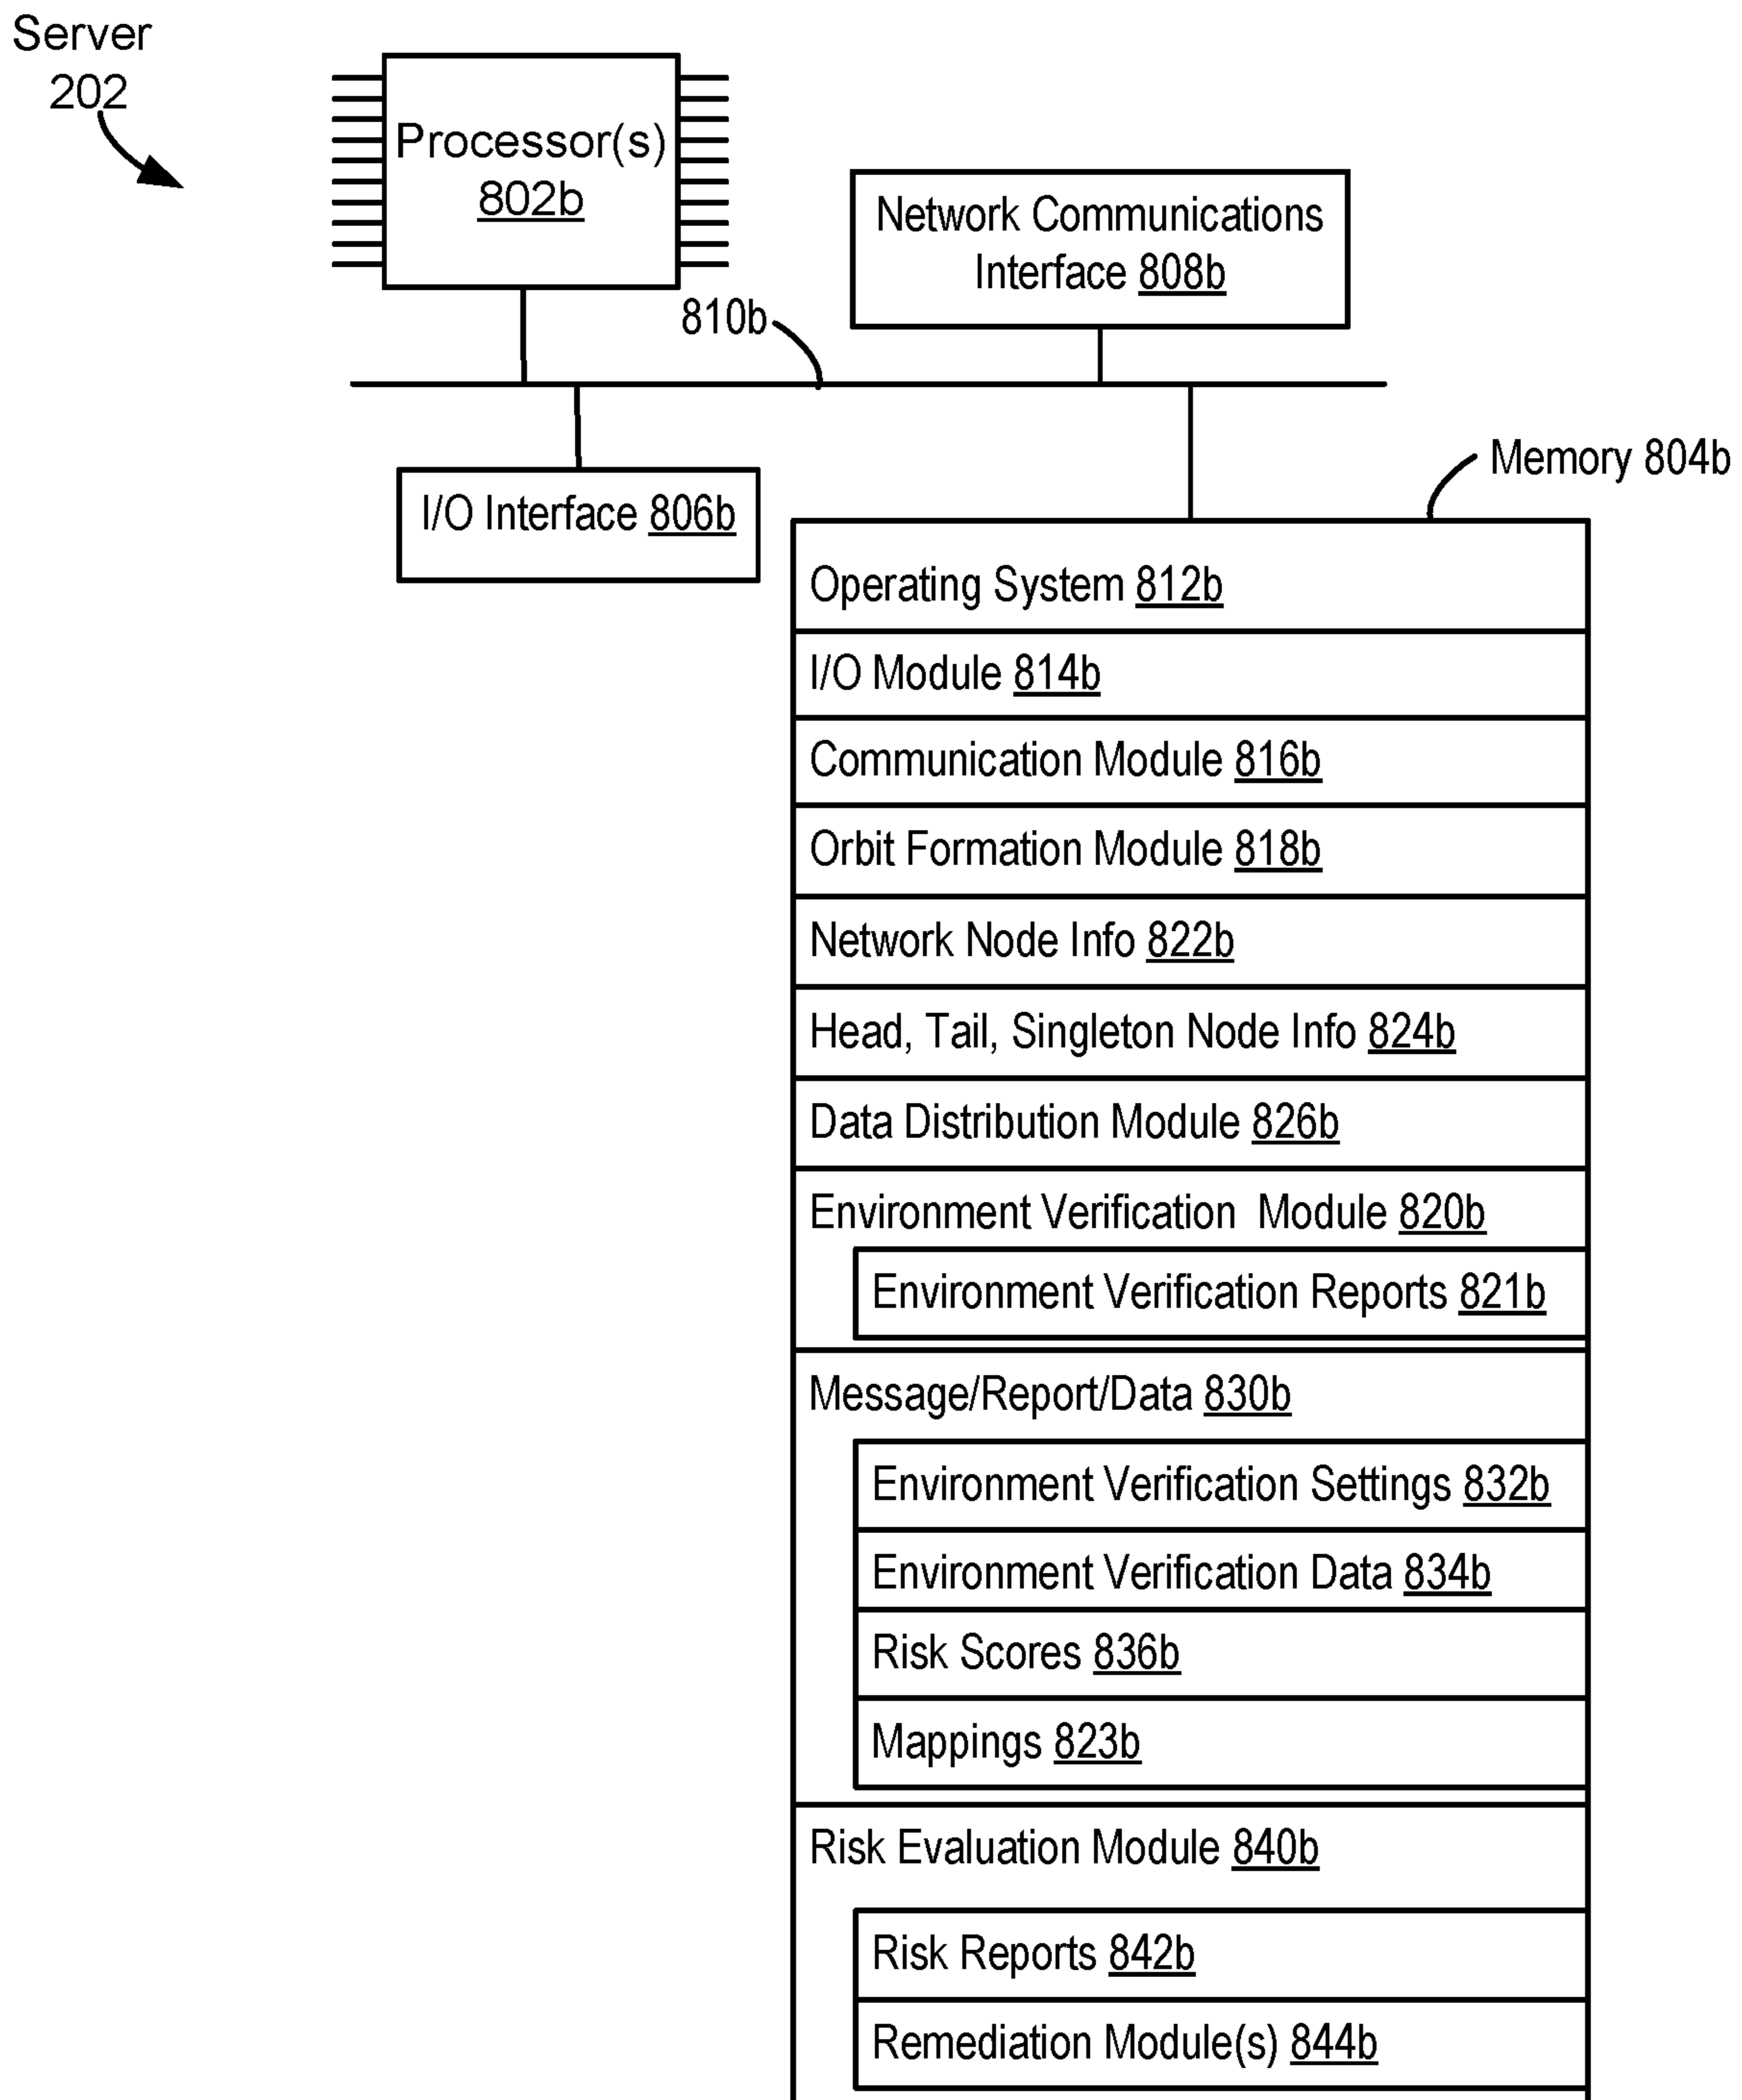 Server
202
Processor(s)
802b
Network Communications
Interface 808b
810b
I/O Interface 806b
Memory 804b
Operating System 812b
I/O Module 814b
Communication Module 816b
Orbit Formation Module 818b
Network Node Info 822b
Head, Tail, Singleton Node Info 824b
Data Distribution Module 826b
Environment Verification Module 820b
Environment Verification Reports 821b
Message/Report/Data 830b
Environment Verification Settings 832b
Environment Verification Data 834b
Risk Scores 836b
Mappings 823b
Risk Evaluation Module 840b
Risk Reports 842b
Remediation Module(s) 844b